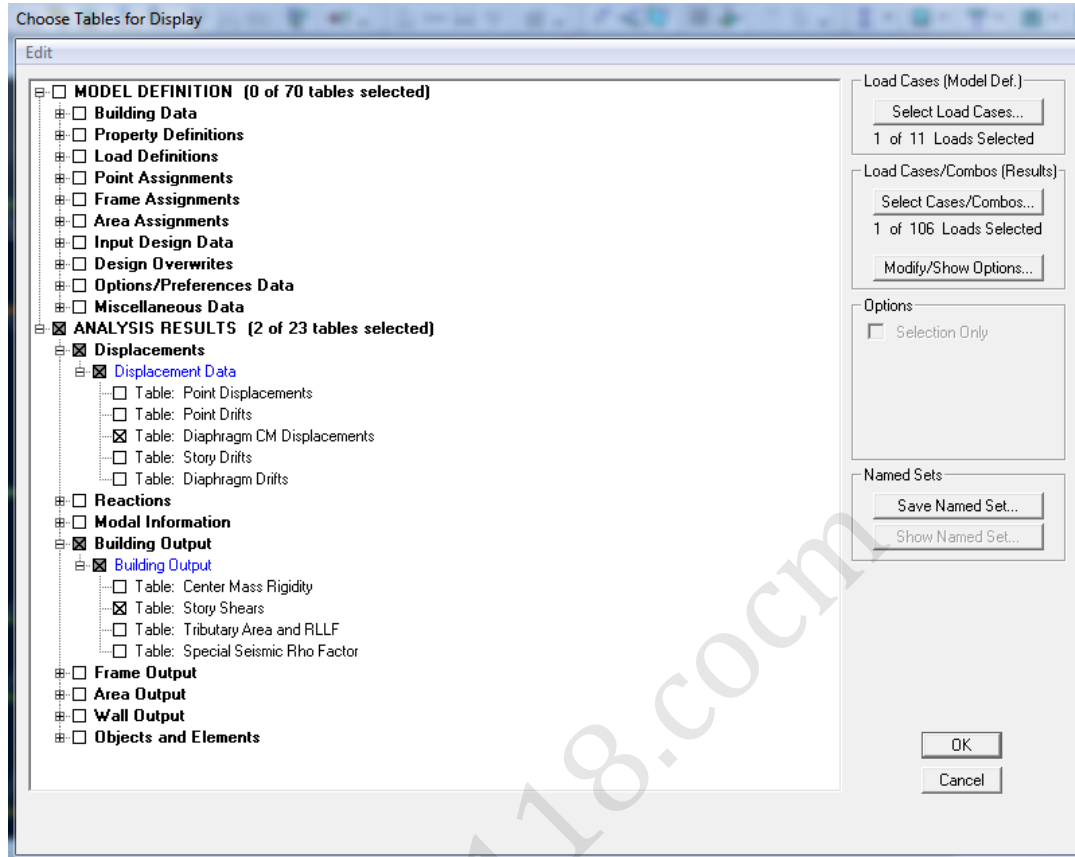 Choose Tables for Display
Edit
MODEL DEFINITION (0 of 70 tables selected)
Building Data
Property Definitions
Load Definitions
Point Assignments
Frame Assignments
Area Assignments
Input Design Data
Design Overwrites
Options/Preferences Data
Miscellaneous Data
ANALYSIS RESULTS (2 of 23 tables selected)
Displacements
Displacement Data
Table: Point Displacements
Table: Point Drifts
Table: Diaphragm CM Displacements
Table: Story Drifts
Table: Diaphragm Drifts
Reactions
Modal Information
Building Output
Building Output
Table: Center Mass Rigidity
Table: Story Shears
Table: Tributary Area and RLLF
Table: Special Seismic Rho Factor
Frame Output
Area Output
Wall Output
Objects and Elements
Load Cases (Model Def.)
Select Load Cases...
1 of 11 Loads Selected
Load Cases/Combos (Results)
Select Cases/Combos...
1 of 106 Loads Selected
Modify/Show Options...
Options
Selection Only
Named Sets
Save Named Set...
Show Named Set...
OK
Cancel
118.cocm